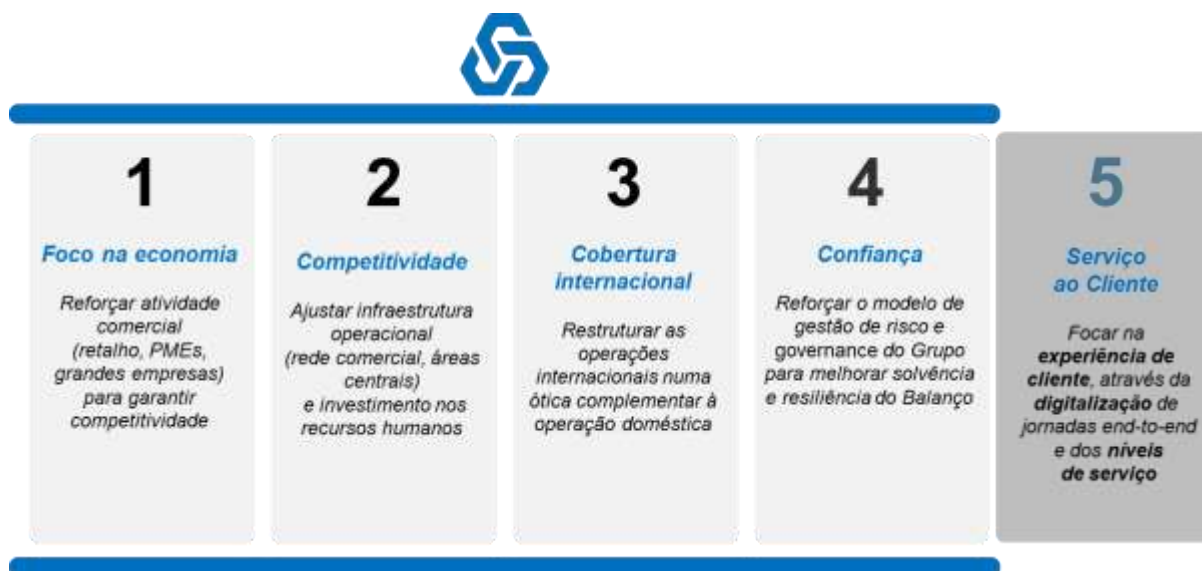 1
Foco na economia
Reforçar atividade
comercial
(retalho, PMEs,
grandes empresas)
para garantir
competitividade
2
Competitividade
Ajustar infraestrutura
operacional
(rede comercial, áreas
centrais)
e investimento nos
recursos humanos
3
Cobertura
internacional
Restruturar as
operações
internacionais numa
ótica complementar à
operação doméstica
4
Confiança
Reforçar o modelo de
gestão de risco e
governance do Grupo
para melhorar solvência
e resiliência do Balanço
5
Serviço
ao Cliente
Focar na
experiência de
cliente, através da
digitalização de
jornadas end-to-end
e dos níveis
de serviço